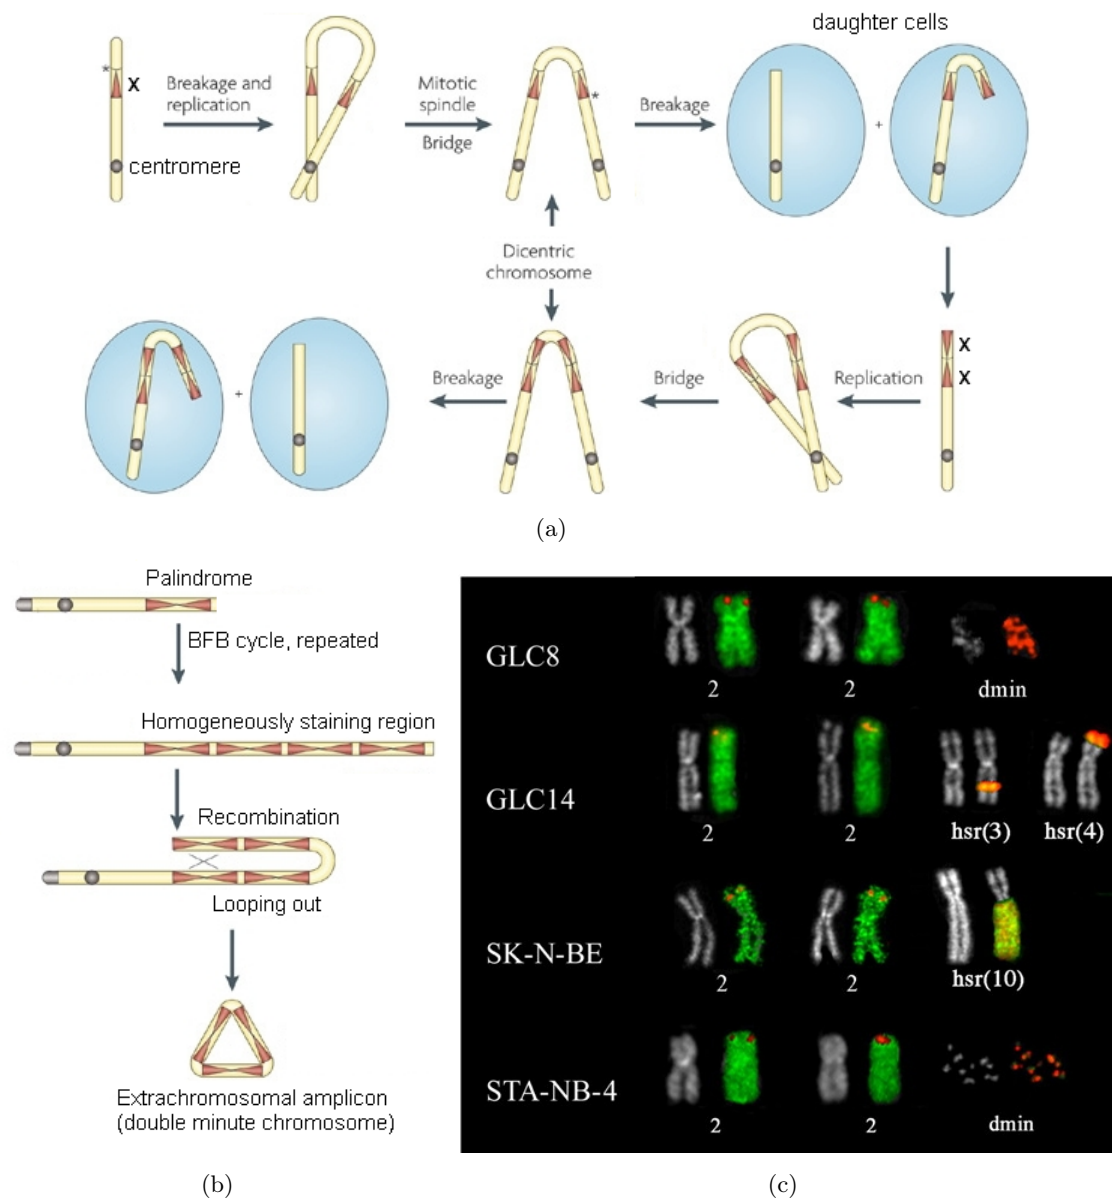 daughter cells
*
X
Breakage and
replication
Mitotic
spindle
Bridge
*
Breakage
+
centromere
Dicentric
chromosome
Breakage
+
Bridge
Replication
X
X
(a)
Palindrome
BFB cycle, repeated
Homogeneously staining region
Recombination
Looping out
Extrachromosomal amplicon
(double minute chromosome)
(b)
GLC8
2
2
dmin
GLC14
2
2
hsr(3)
hsr(4)
SK-N-BE
2
2
hsr(10)
STA-NB-4
2
2
dmin
(c)